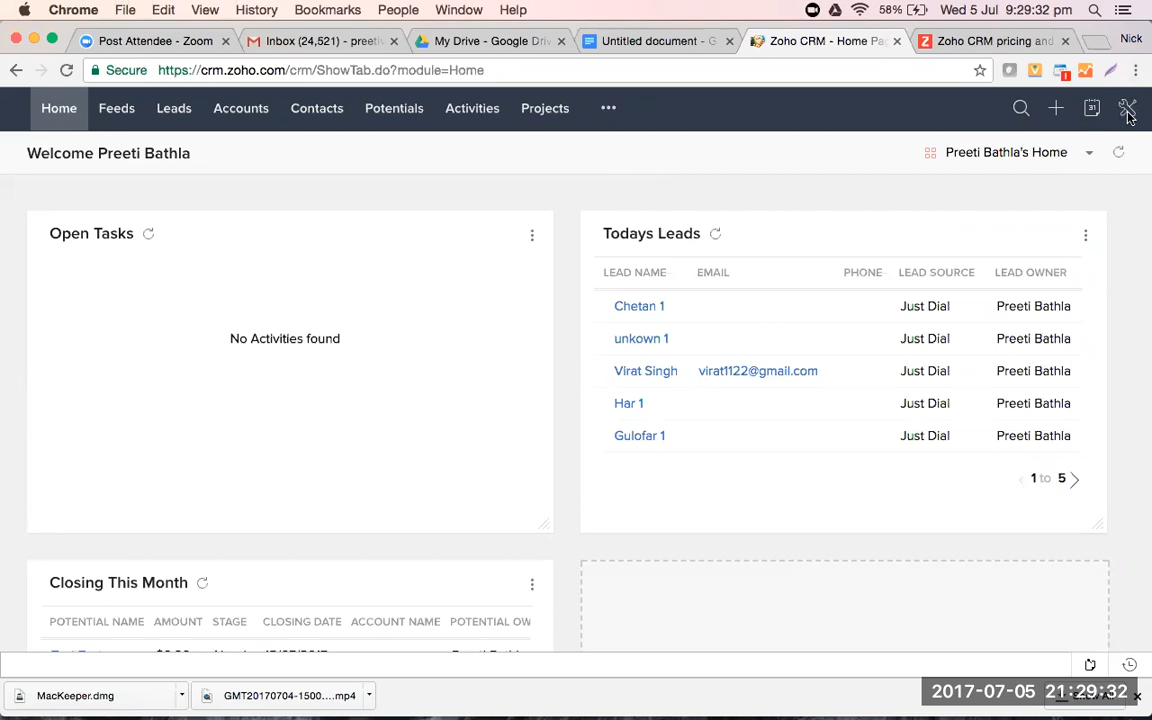 Chrome File Edit View History Bookmarks People Window Help 58% Wed 5 Jul 9:29:32 pm
Post Attendee - Zoom Inbox (24,521) - preetiv My Drive - Google Driv Untitled document - G Zoho CRM - Home Pag Zoho CRM pricing and Nick
Secure https://crm.zoho.com/crm/ShowTab.do?module=Home
Home Feeds Leads Accounts Contacts Potentials Activities Projects ••• 31
Welcome Preeti Bathla Preeti Bathla's Home
Open Tasks
No Activities found
Todays Leads
LEAD NAME EMAIL PHONE LEAD SOURCE LEAD OWNER
Chetan 1 Just Dial Preeti Bathla
unkown 1 Just Dial Preeti Bathla
Virat Singh virat1122@gmail.com Just Dial Preeti Bathla
Har 1 Just Dial Preeti Bathla
Gulofar 1 Just Dial Preeti Bathla
1 to 5
Closing This Month
POTENTIAL NAME AMOUNT STAGE CLOSING DATE ACCOUNT NAME POTENTIAL OW
MacKeeper.dmg GMT20170704-1500....mp4
2017-07-05 21:29:32